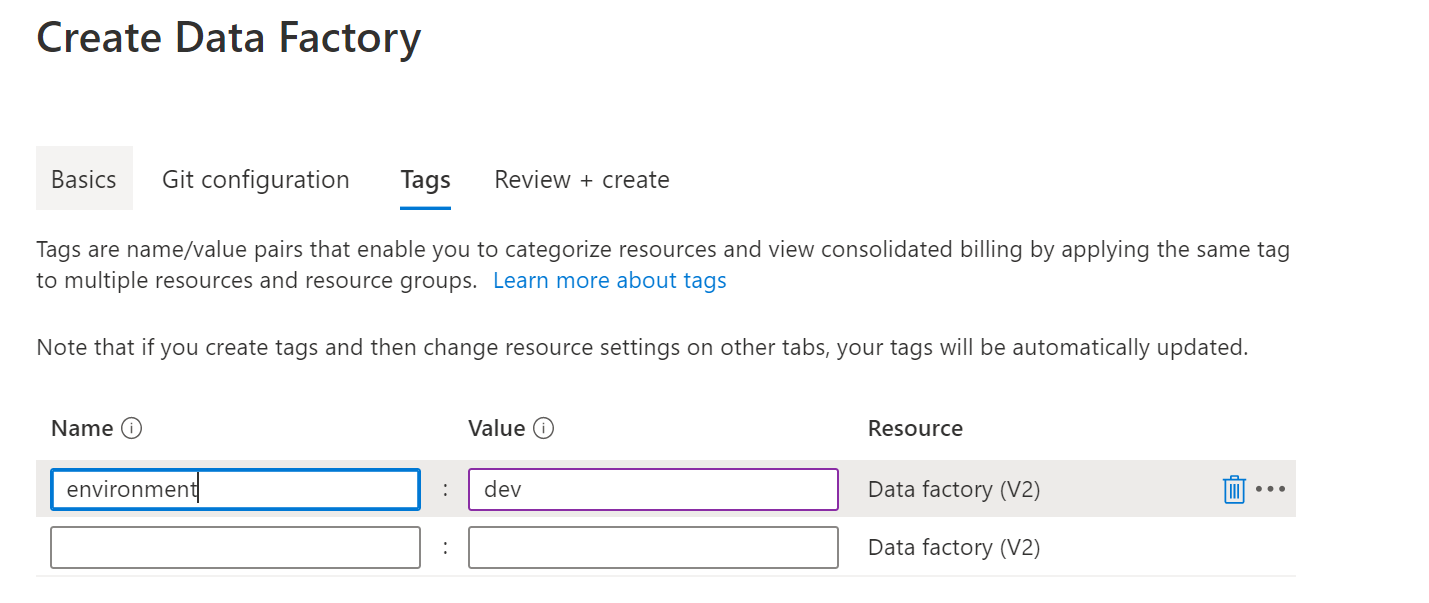 Create Data Factory
Basics Git configuration Tags Review + create
Tags are name/value pairs that enable you to categorize resources and view consolidated billing by applying the same tag
to multiple resources and resource groups. Learn more about tags
Note that if you create tags and then change resource settings on other tabs, your tags will be automatically updated.
Name Value Resource
environment : dev Data factory (V2)
: Data factory (V2)